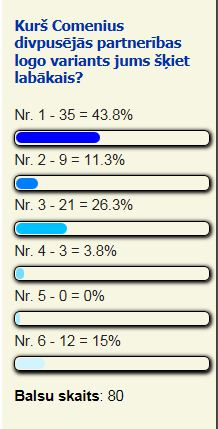 Kurš Comenius
divpusējās partnerības
logo variants jums šķiet
labākais?
Nr. 1 - 35 = 43.8%
Nr. 2 - 9 = 11.3%
Nr. 3 - 21 = 26.3%
Nr. 4 - 3 = 3.8%
Nr. 5 - 0 = 0%
Nr. 6 - 12 = 15%
Balsu skaits: 80